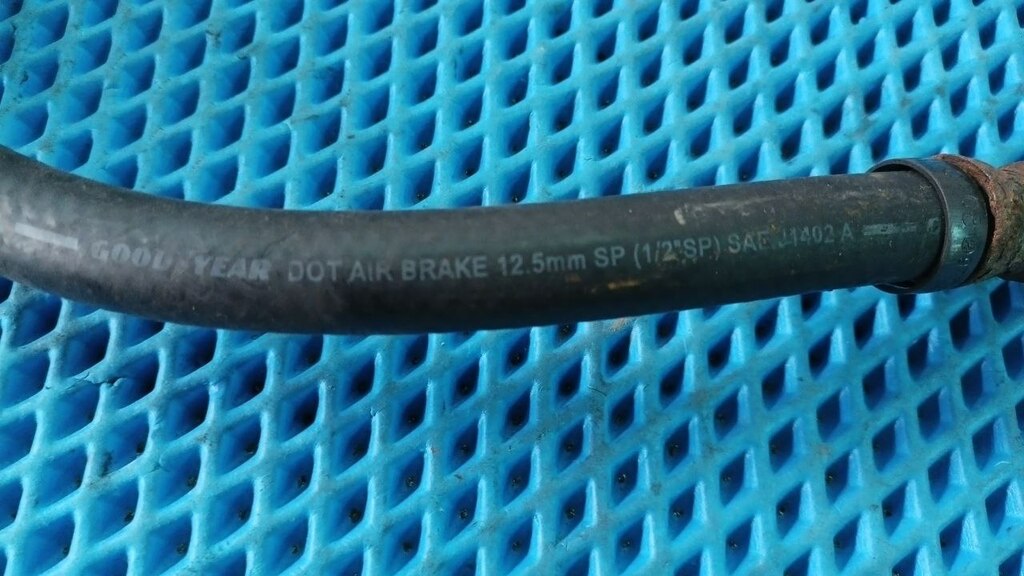 GOODYEAR DOT AIR BRAKE 12.5mm SP (1/2"SP) SAE J1402 A